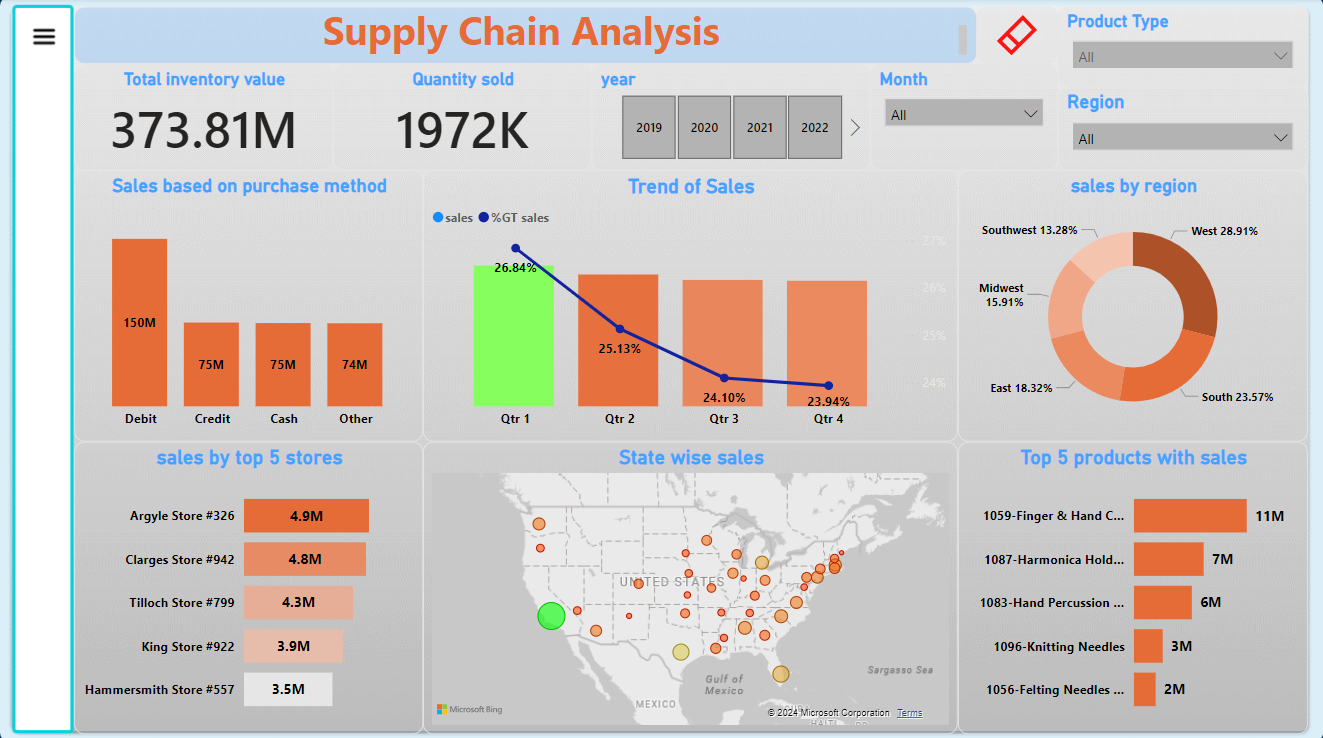 Supply Chain Analysis
Product Type
All
Total inventory value
373.81M
Quantity sold
1972K
year
2019
2020
2021
2022
Month
All
Region
All
Sales based on purchase method
150M
75M
75M
74M
Debit
Credit
Cash
Other
Trend of Sales
sales
%GT sales
27%
26%
25%
24%
26.84%
25.13%
24.10%
23.94%
Qtr 1
Qtr 2
Qtr 3
Qtr 4
sales by region
Southwest 13.28%
West 28.91%
Midwest
15.91%
East 18.32%
South 23.57%
sales by top 5 stores
Argyle Store #326
4.9M
Clarges Store #942
4.8M
Tilloch Store #799
4.3M
King Store #922
3.9M
Hammersmith Store #557
3.5M
State wise sales
UNITED STATES
Sargasso Sea
Gulf of
Mexico
MEXICO
CUBA
HAITI
Microsoft Bing
© 2024 Microsoft Corporation
Terms
Top 5 products with sales
1059-Finger & Hand C...
11M
1087-Harmonica Hold...
7M
1083-Hand Percussion ...
6M
1096-Knitting Needles
3M
1056-Felting Needles ...
2M